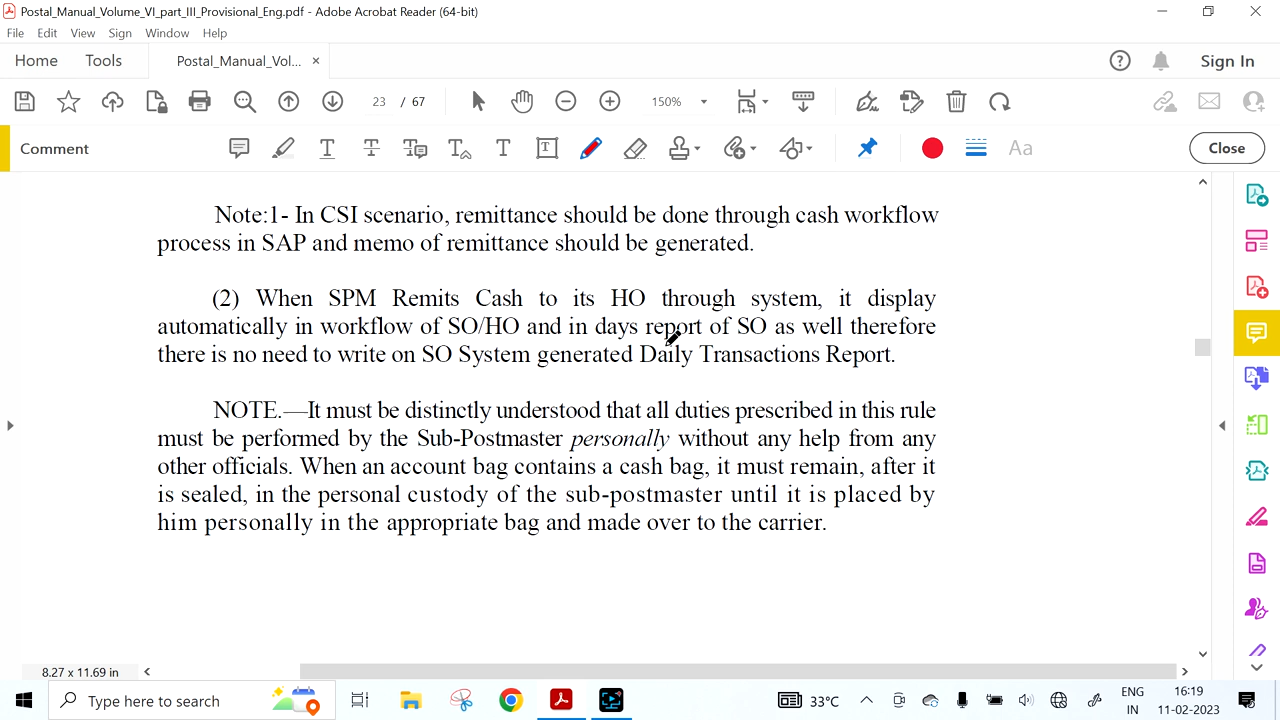 Postal_Manual_Volume_VI_part_III_Provisional_Eng.pdf - Adobe Acrobat Reader (64-bit)
File Edit View Sign Window Help
Home Tools Postal_Manual_Vol... × Sign In
23 / 67 150%
Comment Aa Close
Note:1- In CSI scenario, remittance should be done through cash workflow
process in SAP and memo of remittance should be generated.
(2) When SPM Remits Cash to its HO through system, it display
automatically in workflow of SO/HO and in days report of SO as well therefore
there is no need to write on SO System generated Daily Transactions Report.
NOTE.—It must be distinctly understood that all duties prescribed in this rule
must be performed by the Sub-Postmaster personally without any help from any
other officials. When an account bag contains a cash bag, it must remain, after it
is sealed, in the personal custody of the sub-postmaster until it is placed by
him personally in the appropriate bag and made over to the carrier.
8.27 x 11.69 in
Type here to search 33°C ENG 16:19
IN 11-02-2023